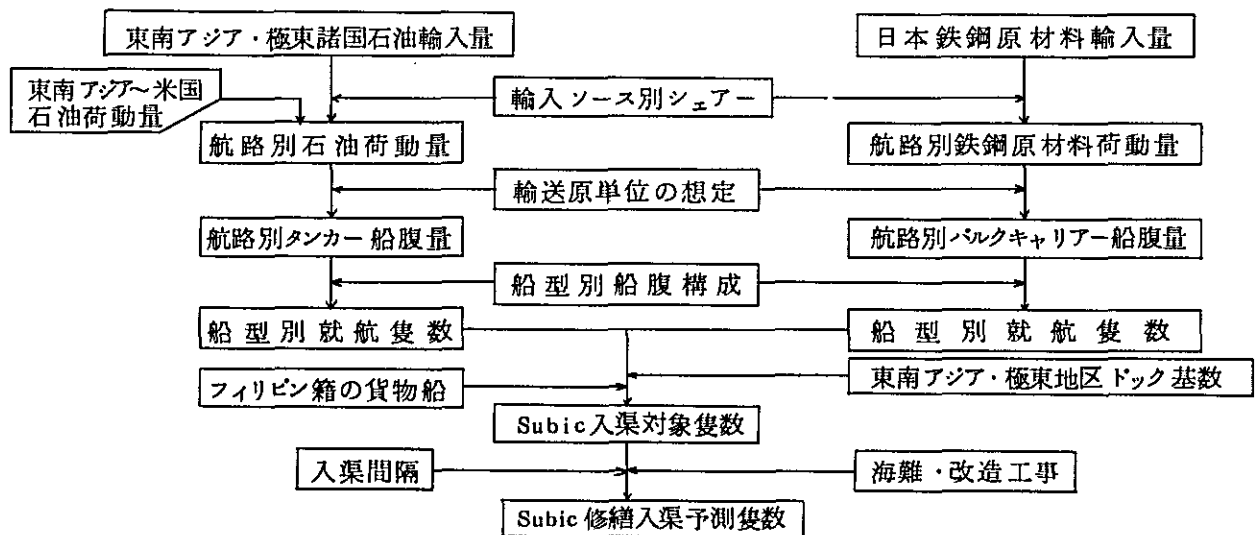 東南アジア・極東諸国石油輸入量
日本鉄鋼原材料輸入量
東南アジア〜米国
石油荷動量
輸入ソース別シェアー
航路別石油荷動量
航路別鉄鋼原材料荷動量
輸送原単位の想定
航路別タンカー船腹量
航路別バルクキャリアー船腹量
船型別船腹構成
船型別就航隻数
船型別就航隻数
フィリピン籍の貨物船
東南アジア・極東地区ドック基数
Subic入渠対象隻数
入渠間隔
海難・改造工事
Subic修繕入渠予測隻数